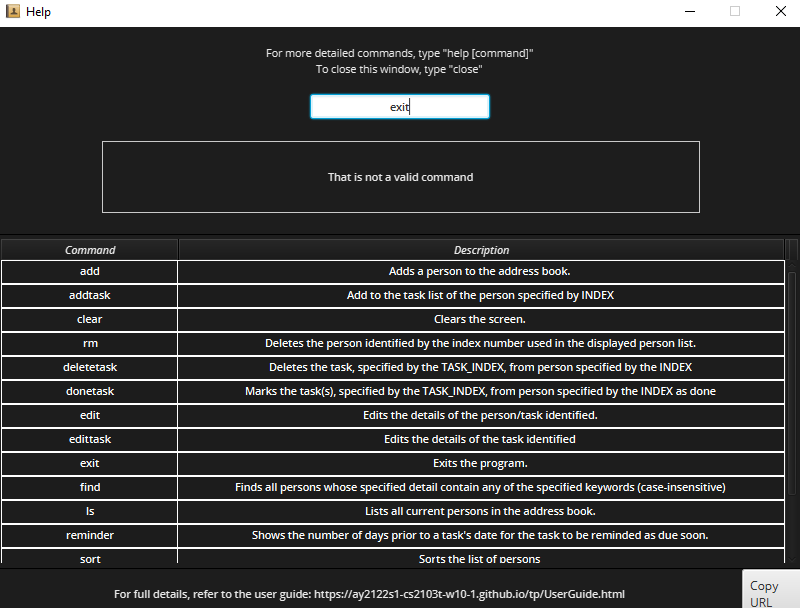 Help
For more detailed commands, type "help [command]"
To close this window, type "close"
exit
That is not a valid command
Command Description
add Adds a person to the address book.
addtask Add to the task list of the person specified by INDEX
clear Clears the screen.
rm Deletes the person identified by the index number used in the displayed person list.
deletetask Deletes the task, specified by the TASK_INDEX, from person specified by the INDEX
donetask Marks the task(s), specified by the TASK_INDEX, from person specified by the INDEX as done
edit Edits the details of the person/task identified.
edittask Edits the details of the task identified
exit Exits the program.
find Finds all persons whose specified detail contain any of the specified keywords (case-insensitive)
ls Lists all current persons in the address book.
reminder Shows the number of days prior to a task's date for the task to be reminded as due soon.
sort Sorts the list of persons
For full details, refer to the user guide: https://ay2122s1-cs2103t-w10-1.github.io/tp/UserGuide.html
Copy
URL